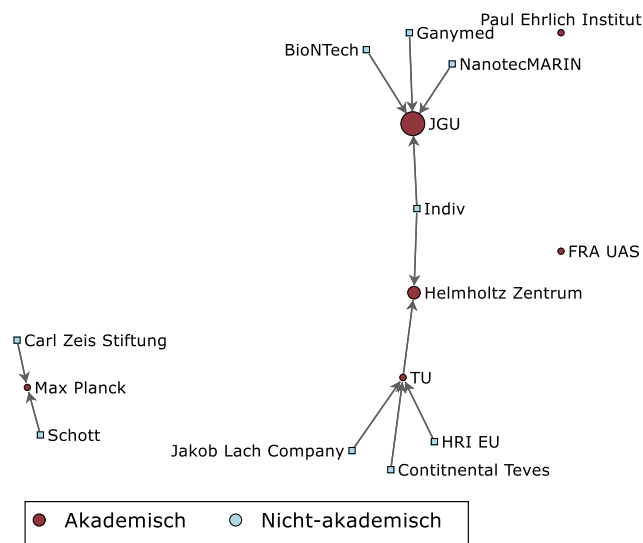 Paul Ehrlich Institut
Ganymed
BioNTech
NanotecMARIN
JGU
Indiv
FRA UAS
Helmholtz Zentrum
Carl Zeis Stiftung
Max Planck
TU
Schott
HRI EU
Jakob Lach Company
Contitnental Teves
Akademisch
Nicht-akademisch